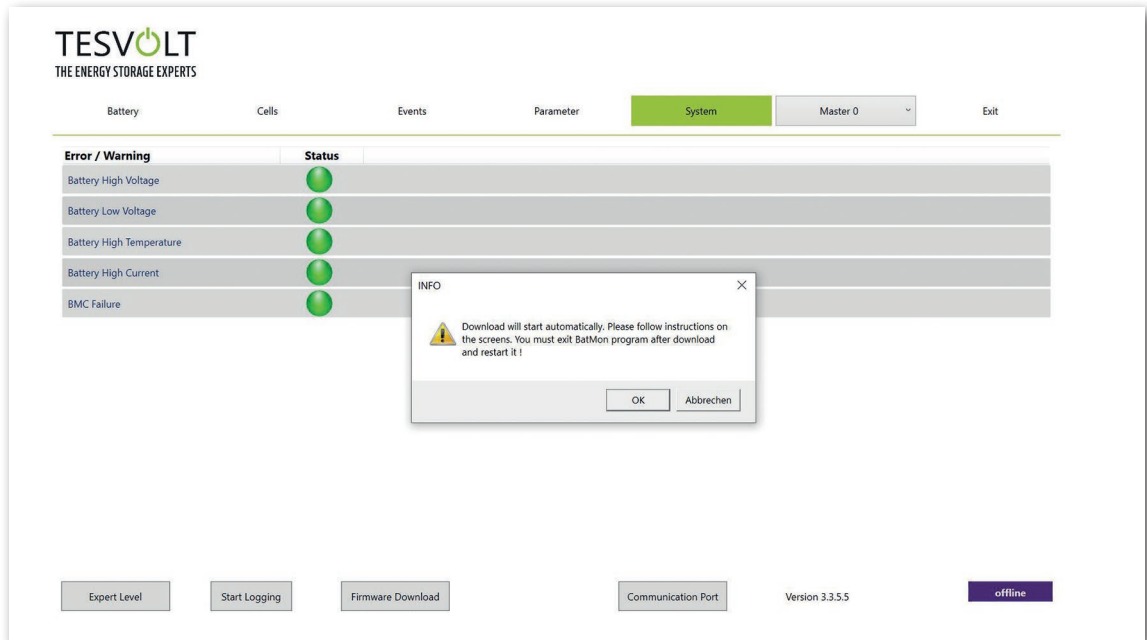 TESVOLT
THE ENERGY STORAGE EXPERTS
Battery Cells Events Parameter System Master 0 Exit
Error / Warning Status
Battery High Voltage
Battery Low Voltage
Battery High Temperature
Battery High Current
BMC Failure
INFO
Download will start automatically. Please follow instructions on
the screens. You must exit BatMon program after download
and restart it !
OK Abbrechen
Expert Level Start Logging Firmware Download Communication Port Version 3.3.5.5 offline